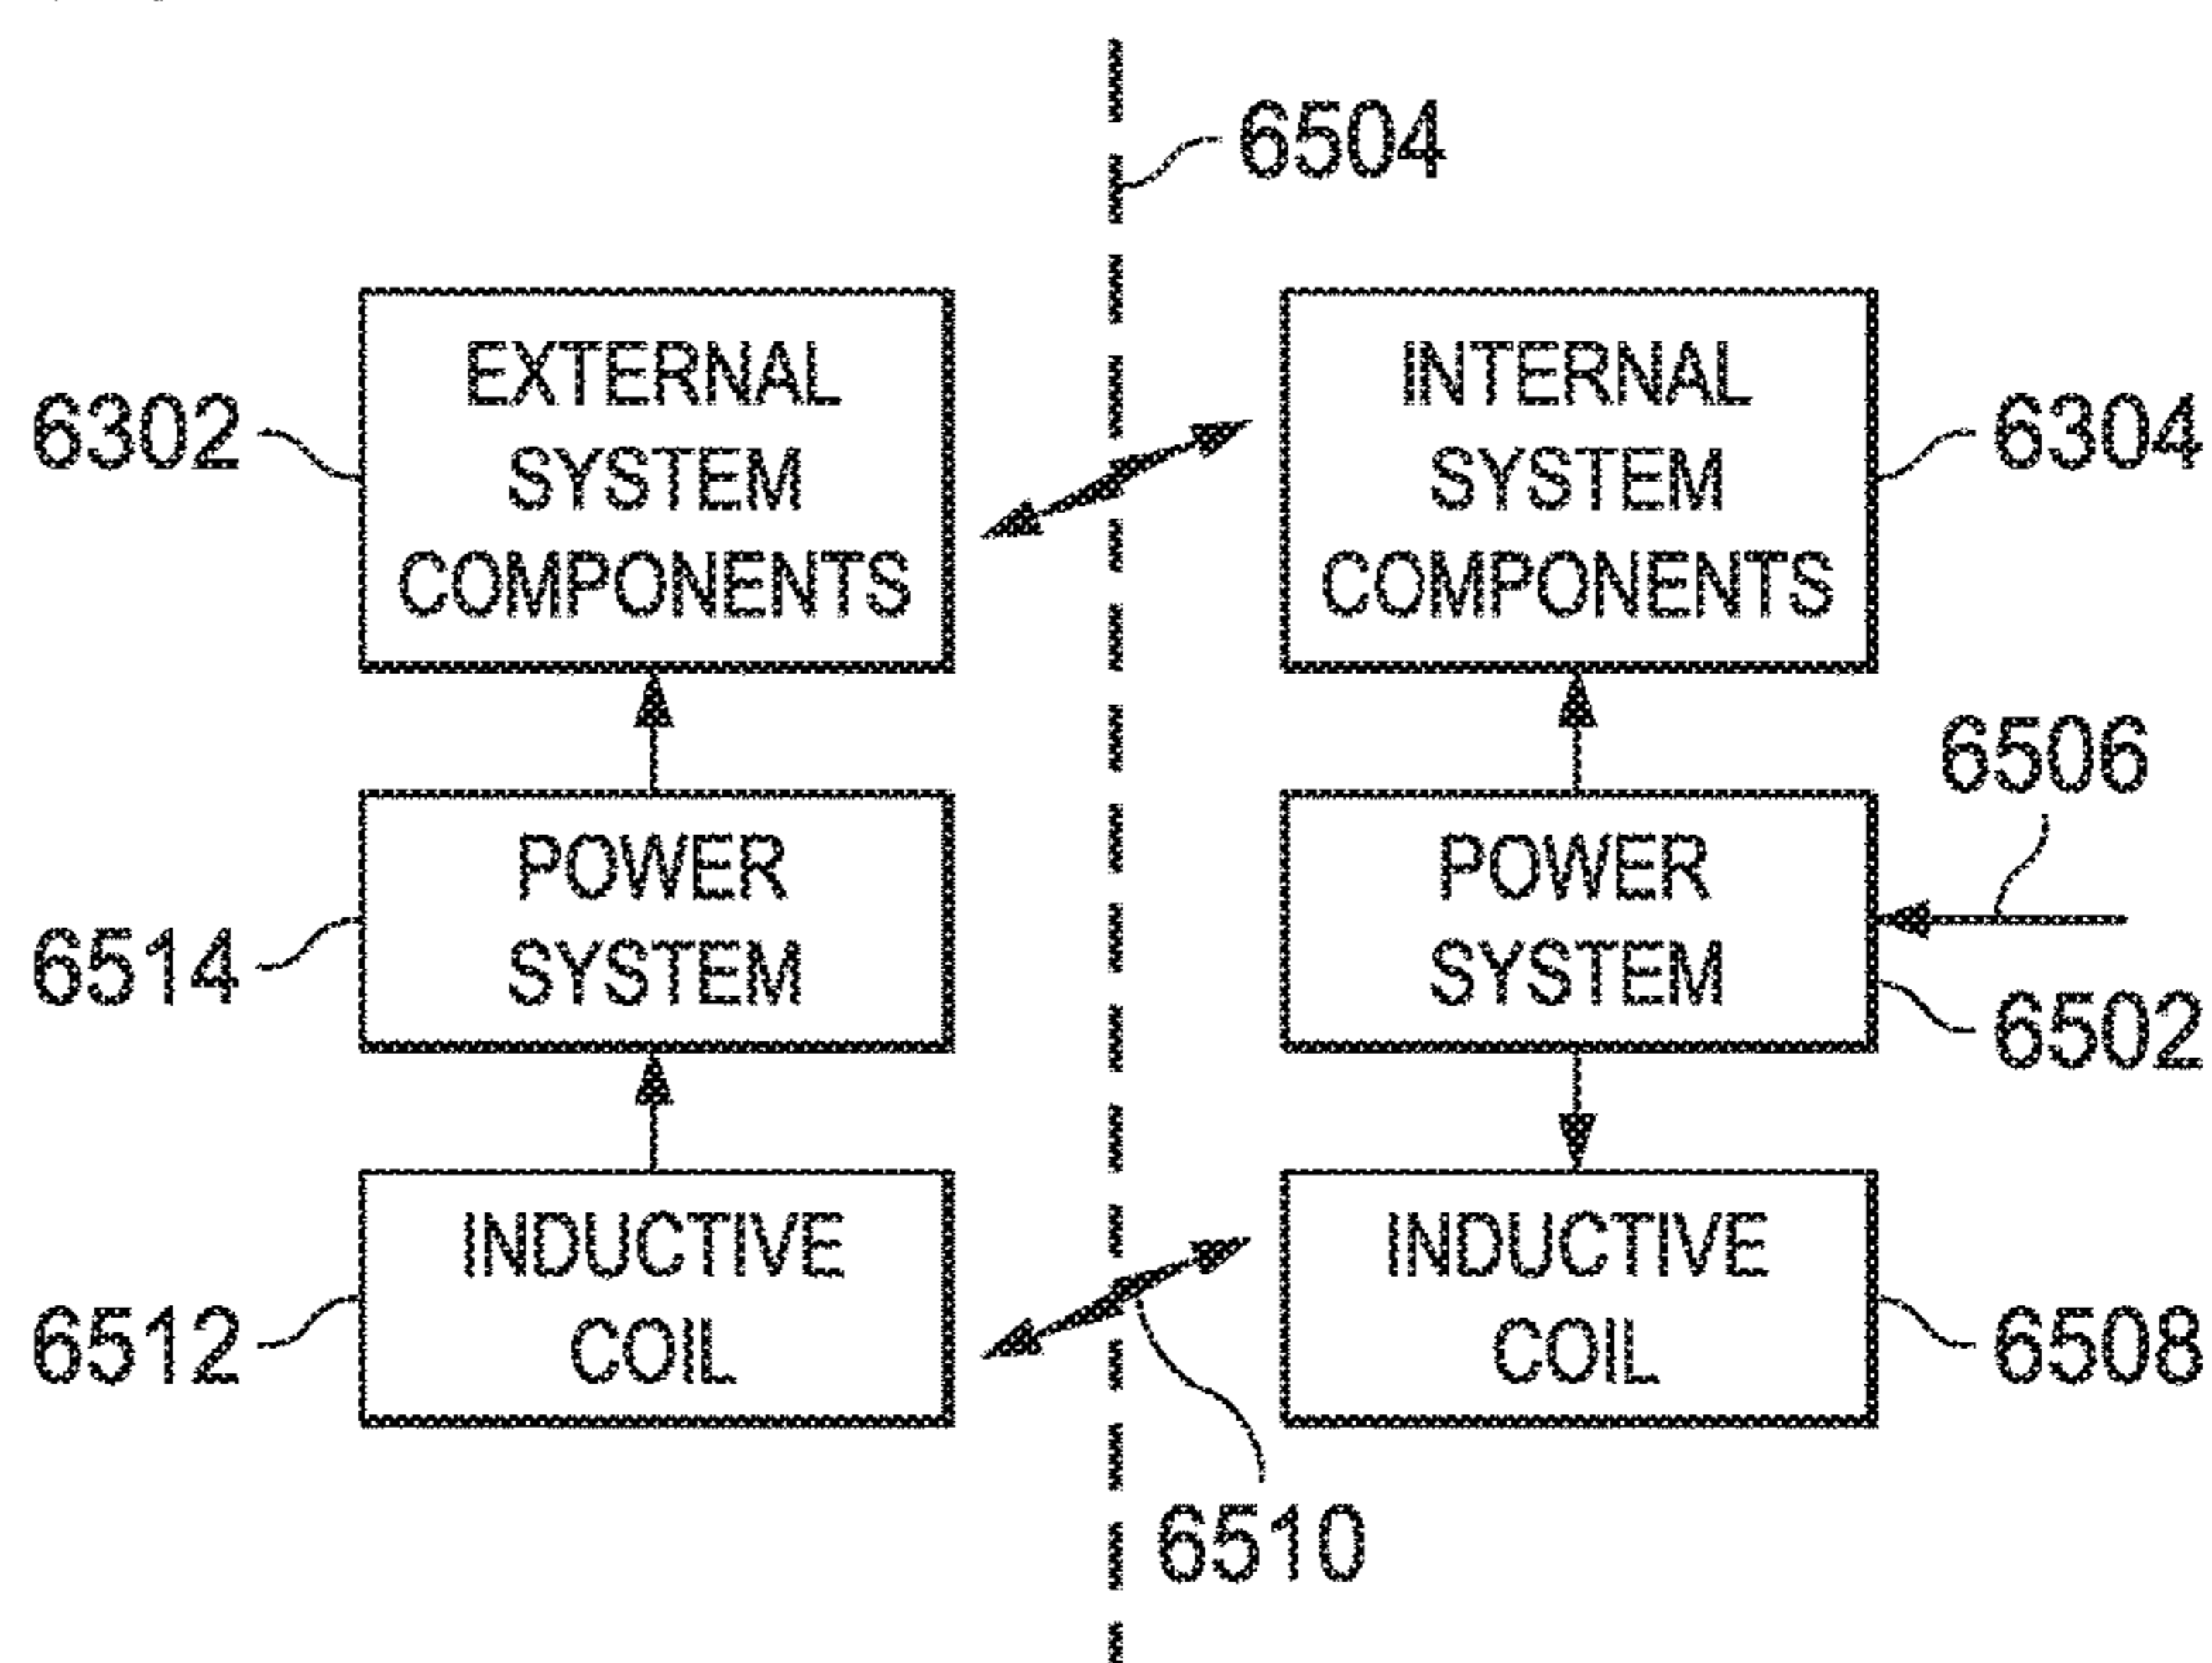 6504
EXTERNAL
SYSTEM
COMPONENTS
6302
INTERNAL
SYSTEM
COMPONENTS
6304
6506
POWER
SYSTEM
6514
POWER
SYSTEM
6502
INDUCTIVE
COIL
6512
INDUCTIVE
COIL
6508
6510